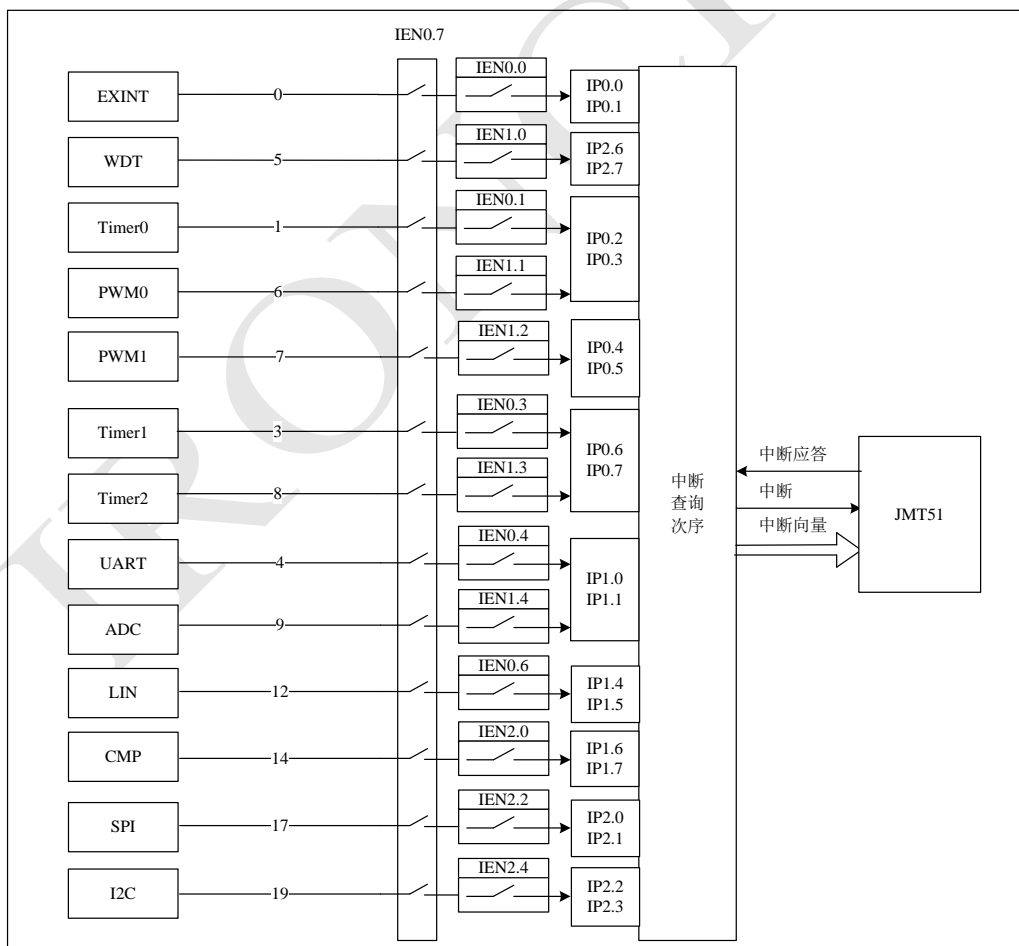 IEN0.7
EXINT 0 IEN0.0 IP0.0
IP0.1
WDT 5 IEN1.0 IP2.6
IP2.7
Timer0 1 IEN0.1 IP0.2
IP0.3
PWM0 6 IEN1.1
PWM1 7 IEN1.2 IP0.4
IP0.5
Timer1 3 IEN0.3 IP0.6
IP0.7
Timer2 8 IEN1.3
UART 4 IEN0.4 IP1.0
IP1.1
ADC 9 IEN1.4
LIN 12 IEN0.6 IP1.4
IP1.5
CMP 14 IEN2.0 IP1.6
IP1.7
SPI 17 IEN2.2 IP2.0
IP2.1
I2C 19 IEN2.4 IP2.2
IP2.3
中断
查询
次序
中断应答
中断
中断向量
JMT51